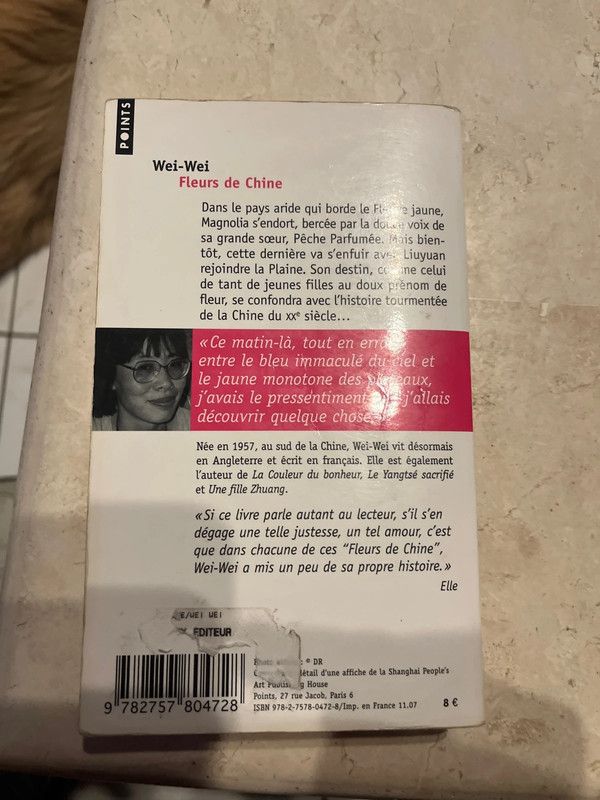 POINTS
Wei-Wei
Fleurs de Chine
Dans le pays aride qui borde le jaune,
Magnolia s'endort, bercée par la douce voix de
sa grande sœur, Pêche Parfumée. Mais bien-
tôt, cette dernière va s'enfuir avec Liuyuan
rejoindre la Plaine. Son destin, comme celui
de tant de jeunes filles au doux prénom de
fleur, se confondra avec l'histoire tourmentée
de la Chine du XXe siècle…
« Ce matin-là, tout en
entre le bleu immaculé du ciel et
le jaune monotone des
j'avais le pressentiment j'allais
découvrir quelque chose
Née en 1957, au sud de la Chine, Wei-Wei vit désormais
en Angleterre et écrit en français. Elle est également
l'auteur de La Couleur du bonheur, Le Yangtsé sacrifié
et Une fille Zhuang.
« Si ce livre parle autant au lecteur, s'il s'en
dégage une telle justesse, un tel amour, c'est
que dans chacune de ces “Fleurs de Chine”,
Wei-Wei a mis un peu de sa propre histoire. »
Elle
E/WEI WEI
EDITEUR
Photo : © DR
détail d'une affiche de la Shanghai People's
Art House
Points, 27 rue Jacob, Paris 6
ISBN 978-2-7578-0472-8/Imp. en France 11.07
8 €
9 782757 804728